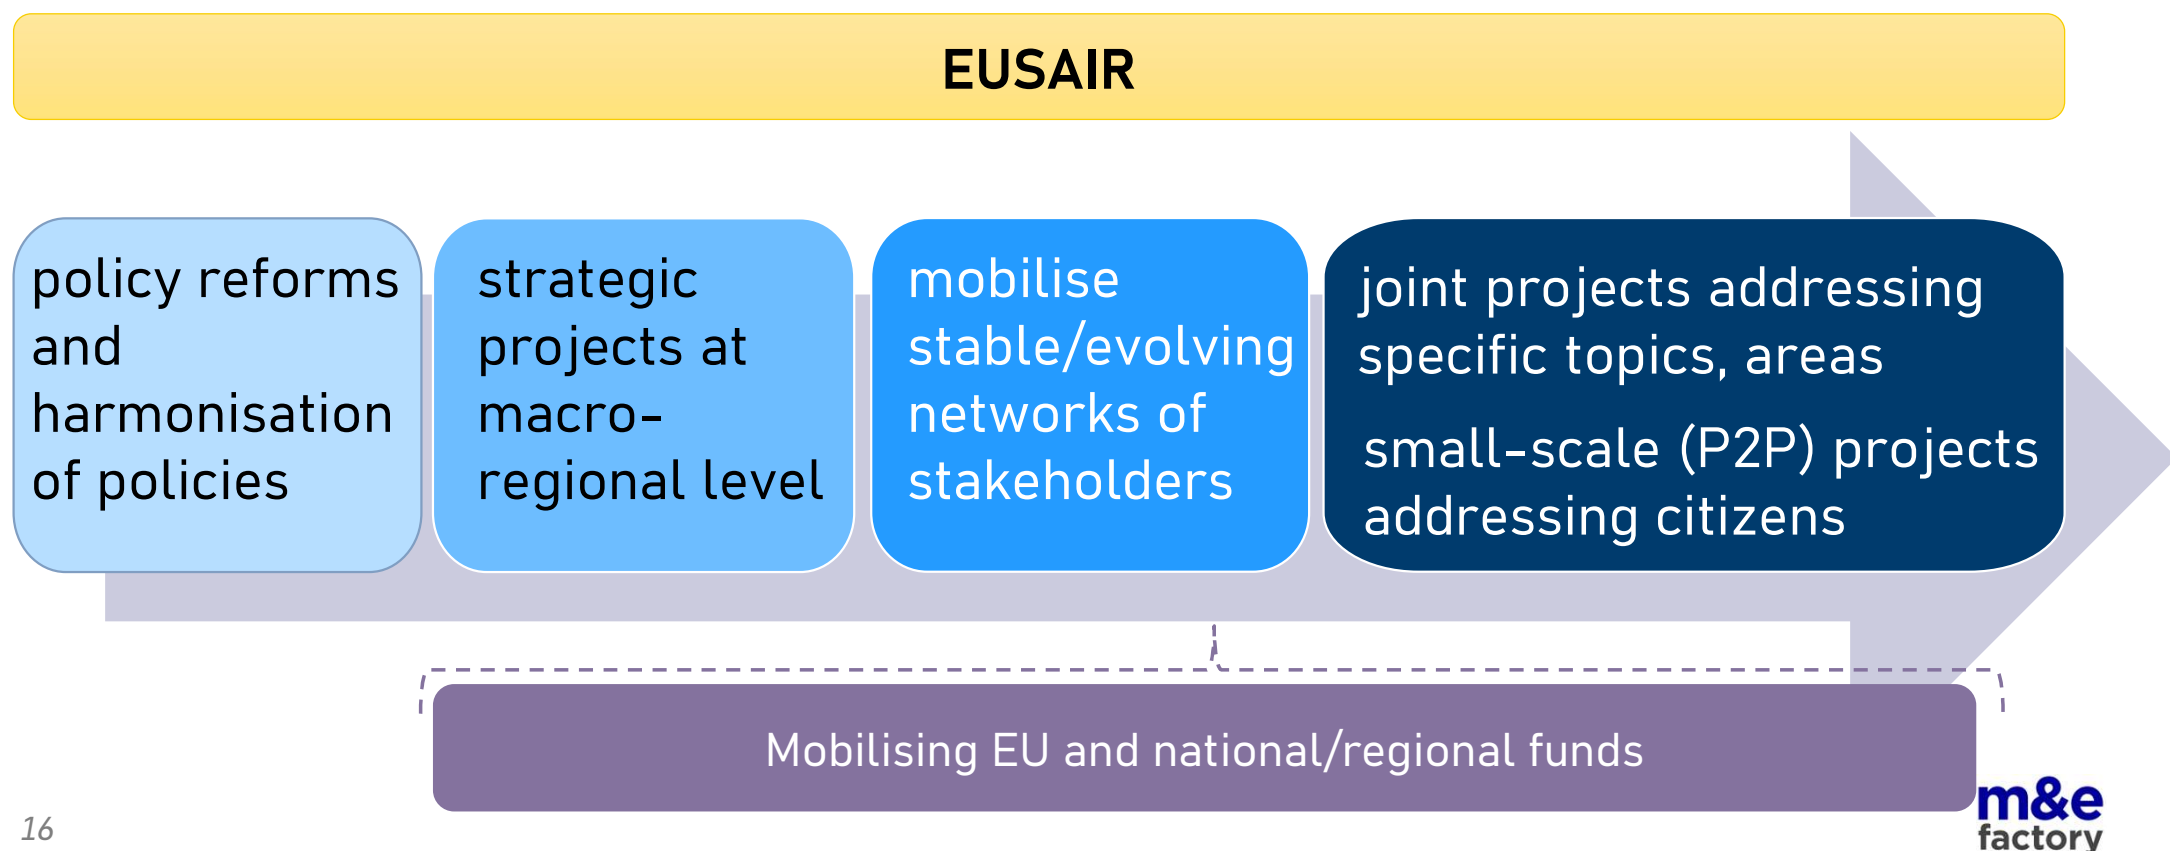 EUSAIR
policy reforms
and
harmonisation
of policies
strategic
projects at
macro-
regional level
mobilise
stable/evolving
networks of
stakeholders
joint projects addressing
specific topics, areas
small-scale (P2P) projects
addressing citizens
Mobilising EU and national/regional funds
16
m&e
factory